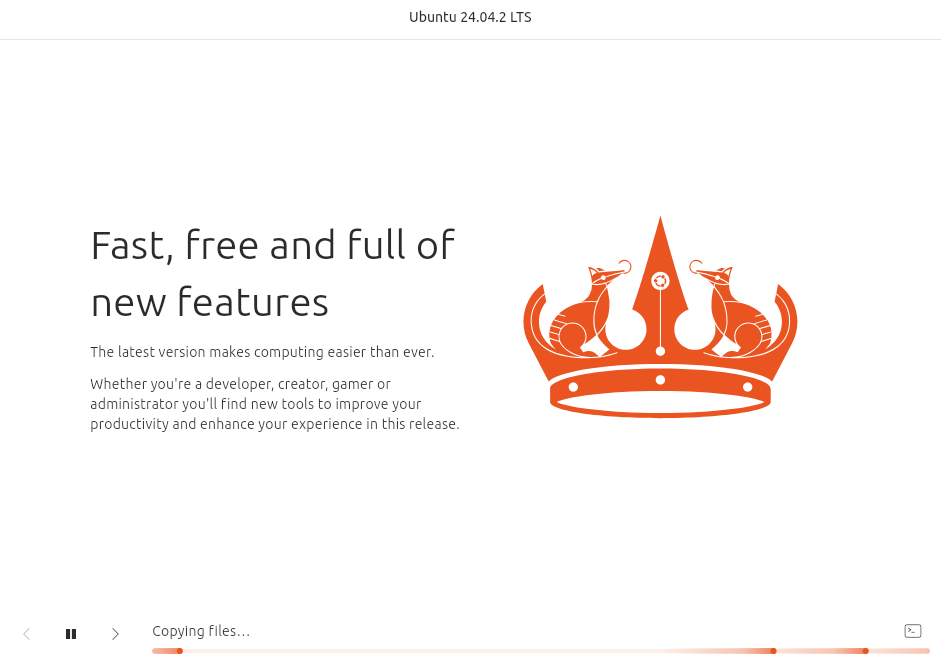 Ubuntu 24.04.2 LTS
Fast, free and full of
new features
The latest version makes computing easier than ever.
Whether you're a developer, creator, gamer or
administrator you'll find new tools to improve your
productivity and enhance your experience in this release.
Copying files...